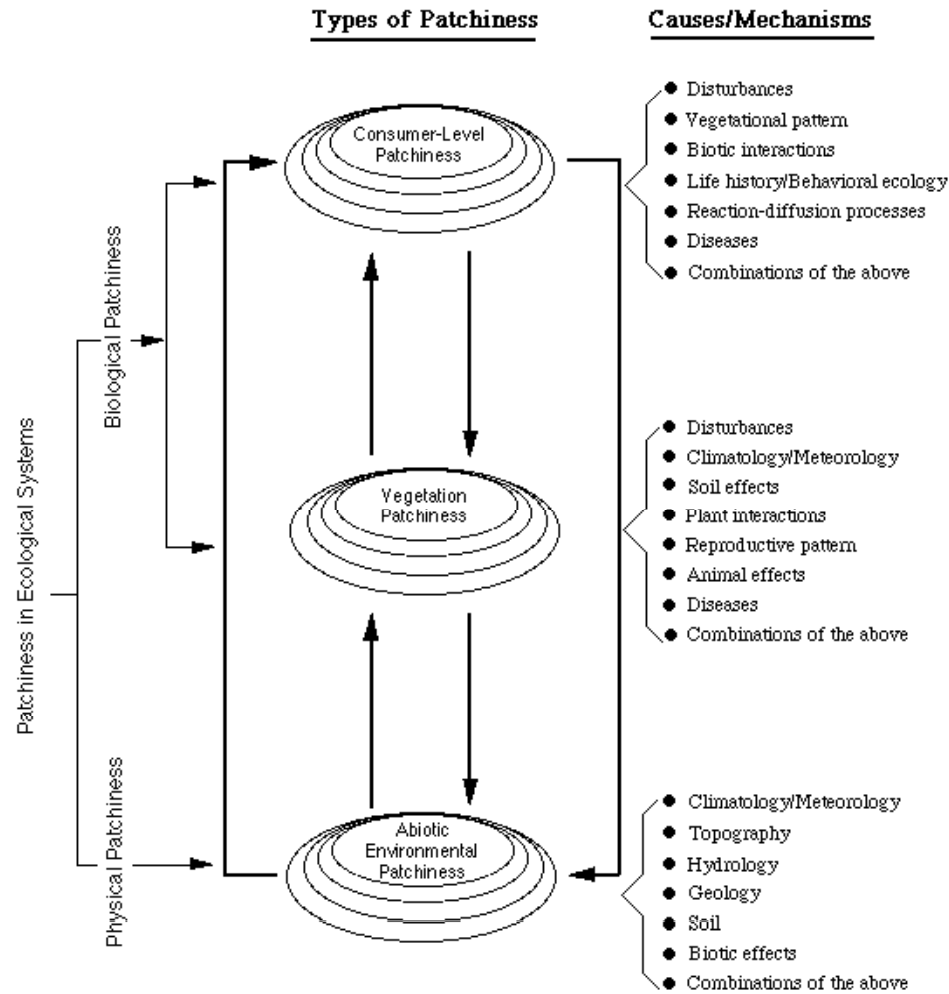 Types of Patchiness
Causes/Mechanisms
Patchiness in Ecological Systems
Biological Patchiness
Physical Patchiness
Consumer-Level
Patchiness
Disturbances
Vegetational pattern
Biotic interactions
Life history/Behavioral ecology
Reaction-diffusion processes
Diseases
Combinations of the above
Vegetation
Patchiness
Disturbances
Climatology/Meteorology
Soil effects
Plant interactions
Reproductive pattern
Animal effects
Diseases
Combinations of the above
Abiotic
Environmental
Patchiness
Climatology/Meteorology
Topography
Hydrology
Geology
Soil
Biotic effects
Combinations of the above